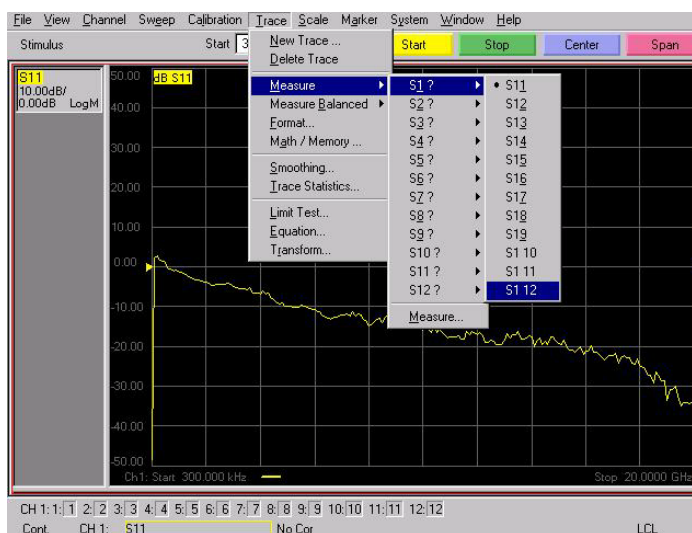 File View Channel Sweep Calibration Trace Scale Marker System Window Help
Stimulus Start 3 Start Stop Center Span
New Trace ...
Delete Trace
Measure
Measure Balanced
Format...
Math / Memory ...
Smoothing...
Trace Statistics...
Limit Test...
Equation...
Transform...
S1 ?
S2 ?
S3 ?
S4 ?
S5 ?
S6 ?
S7 ?
S8 ?
S9 ?
S10 ?
S11 ?
S12 ?
Measure...
S11
S12
S13
S14
S15
S16
S17
S18
S19
S1 10
S1 11
S1 12
S11
10.00dB/
0.00dB LogM
50.00 dB S11
40.00
30.00
20.00
10.00
0.00
-10.00
-20.00
-30.00
-40.00
-50.00
Ch1: Start 300.000 kHz Stop 20.0000 GHz
CH 1: 1: 1 2: 2 3: 3 4: 4 5: 5 6: 6 7: 7 8: 8 9: 9 10: 10 11: 11 12: 12
Cont. CH 1: S11 No Cor LCL